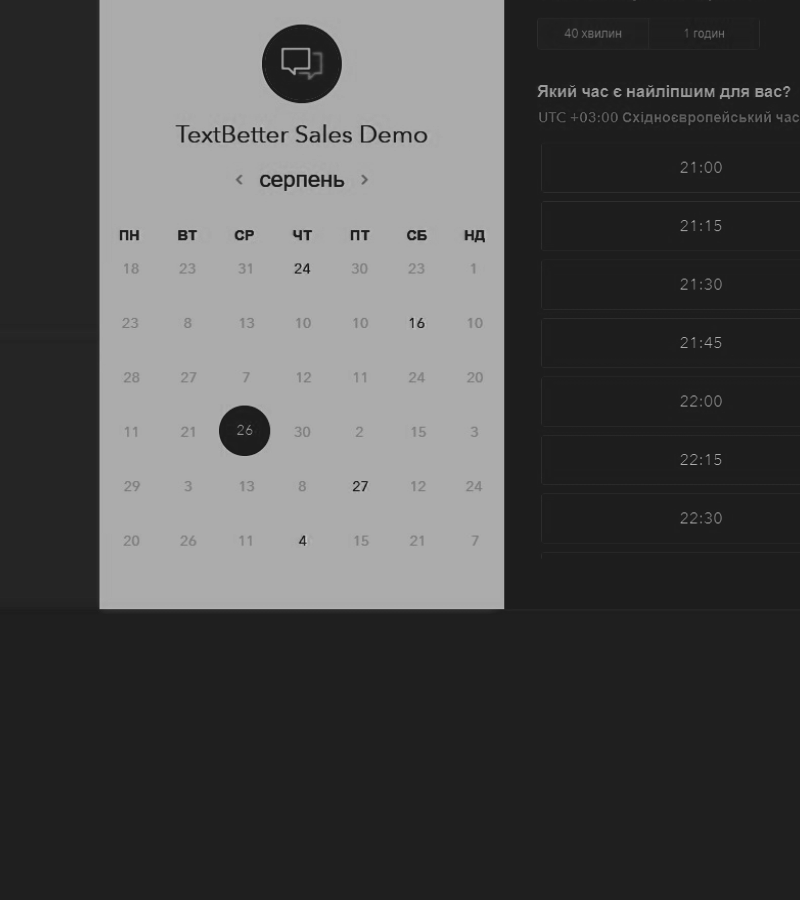 TextBetter Sales Demo
серпень
ПН ВТ СР ЧТ ПТ СБ НД
18 23 31 24 30 23 1
23 8 13 10 10 16 10
28 27 7 12 11 24 20
11 21 26 30 2 15 3
29 3 13 8 27 12 24
20 26 11 4 15 21 7
40 хвилин 1 годин
Який час є найліпшим для вас?
UTC +03:00 Східноєвропейський час
21:00
21:15
21:30
21:45
22:00
22:15
22:30